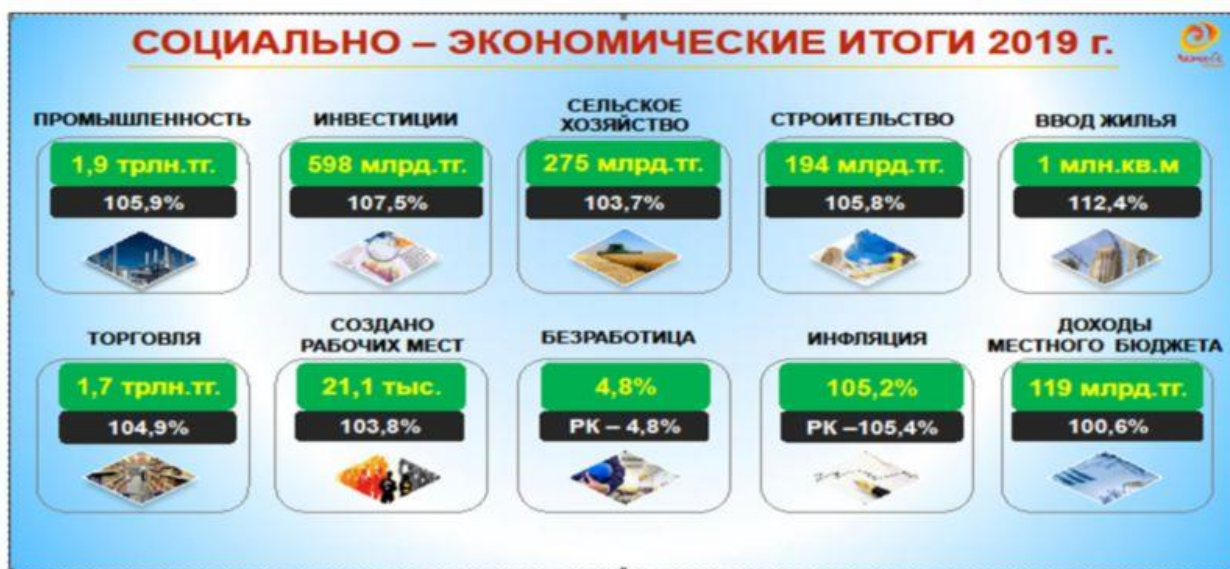 СОЦИАЛЬНО – ЭКОНОМИЧЕСКИЕ ИТОГИ 2019 г.
ПРОМЫШЛЕННОСТЬ
1,9 трлн.тг.
105,9%
ИНВЕСТИЦИИ
598 млрд.тг.
107,5%
СЕЛЬСКОЕ
ХОЗЯЙСТВО
275 млрд.тг.
103,7%
СТРОИТЕЛЬСТВО
194 млрд.тг.
105,8%
ВВОД ЖИЛЬЯ
1 млн.кв.м
112,4%
ТОРГОВЛЯ
1,7 трлн.тг.
104,9%
СОЗДАНО
РАБОЧИХ МЕСТ
21,1 тыс.
103,8%
БЕЗРАБОТИЦА
4,8%
РК – 4,8%
ИНФЛЯЦИЯ
105,2%
РК –105,4%
ДОХОДЫ
МЕСТНОГО БЮДЖЕТА
119 млрд.тг.
100,6%